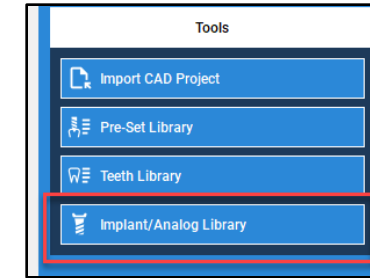 Tools
Import CAD Project
Pre-Set Library
Teeth Library
Implant/Analog Library